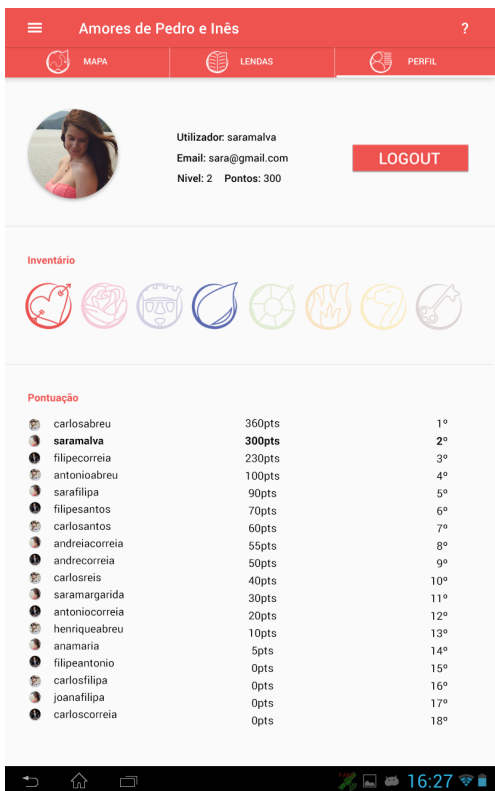 Amores de Pedro e Inês ?
MAPA LENDAS PERFIL
Utilizador: saramalva
Email: sara@gmail.com
Nivel: 2 Pontos: 300
LOGOUT
Inventário
Pontuação
carlosabreu 360pts 1º
saramalva 300pts 2º
filipecorreia 230pts 3º
antonioabreu 100pts 4º
sarafilipa 90pts 5º
filipesantos 70pts 6º
carlosantos 60pts 7º
andreiacorreia 55pts 8º
andrecorreia 50pts 9º
carlosreis 40pts 10º
saramargarida 30pts 11º
antoniocorreia 20pts 12º
henriqueabreu 10pts 13º
anamaria 5pts 14º
filipeantonio 0pts 15º
carlosfilipa 0pts 16º
joanafilipa 0pts 17º
carloscorreia 0pts 18º
16:27